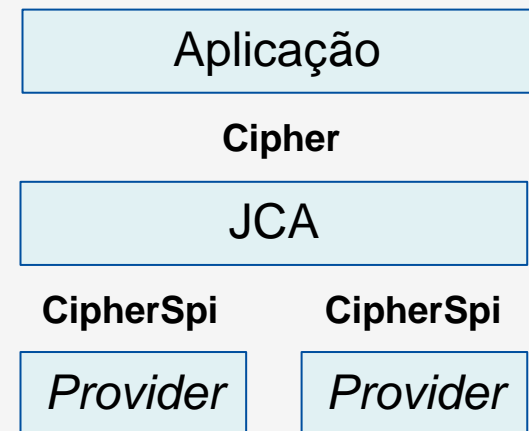 Aplicação
Cipher
JCA
CipherSpi CipherSpi
Provider Provider